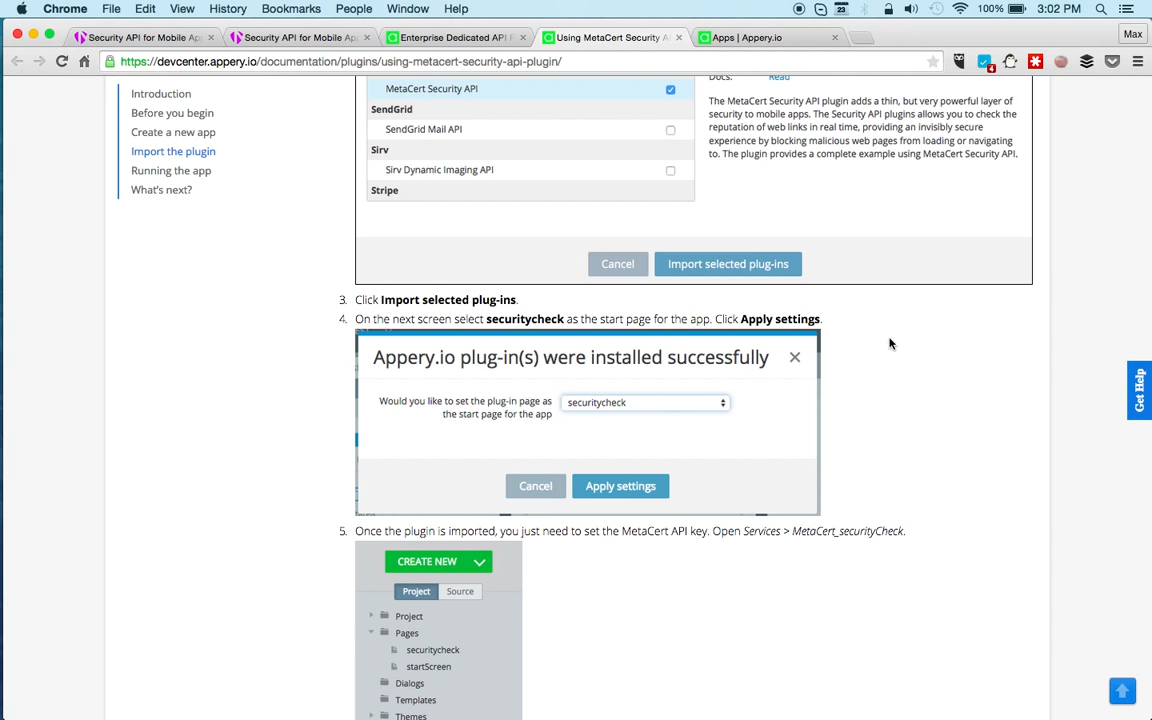 Chrome File Edit View History Bookmarks People Window Help 23 100% 3:02 PM
Security API for Mobile Ap × Security API for Mobile Ap × Enterprise Dedicated API P × Using MetaCert Security AP × Apps | Appery.io × Max
https://devcenter.appery.io/documentation/plugins/using-metacert-security-api-plugin/ 4
Introduction
Before you begin
Create a new app
Import the plugin
Running the app
What's next?
Docs: Read
MetaCert Security API
SendGrid
SendGrid Mail API
Sirv
Sirv Dynamic Imaging API
Stripe
The MetaCert Security API plugin adds a thin, but very powerful layer of
security to mobile apps. The Security API plugins allows you to check the
reputation of web links in real time, providing an invisibly secure
experience by blocking malicious web pages from loading or navigating
to. The plugin provides a complete example using MetaCert Security API.
Cancel Import selected plug-ins
3. Click Import selected plug-ins.
4. On the next screen select securitycheck as the start page for the app. Click Apply settings.
Appery.io plug-in(s) were installed successfully ×
Would you like to set the plug-in page as
the start page for the app
securitycheck
Cancel Apply settings
5. Once the plugin is imported, you just need to set the MetaCert API key. Open Services > MetaCert_securityCheck.
CREATE NEW
Project Source
Project
Pages
securitycheck
startScreen
Dialogs
Templates
Themes
Get Help